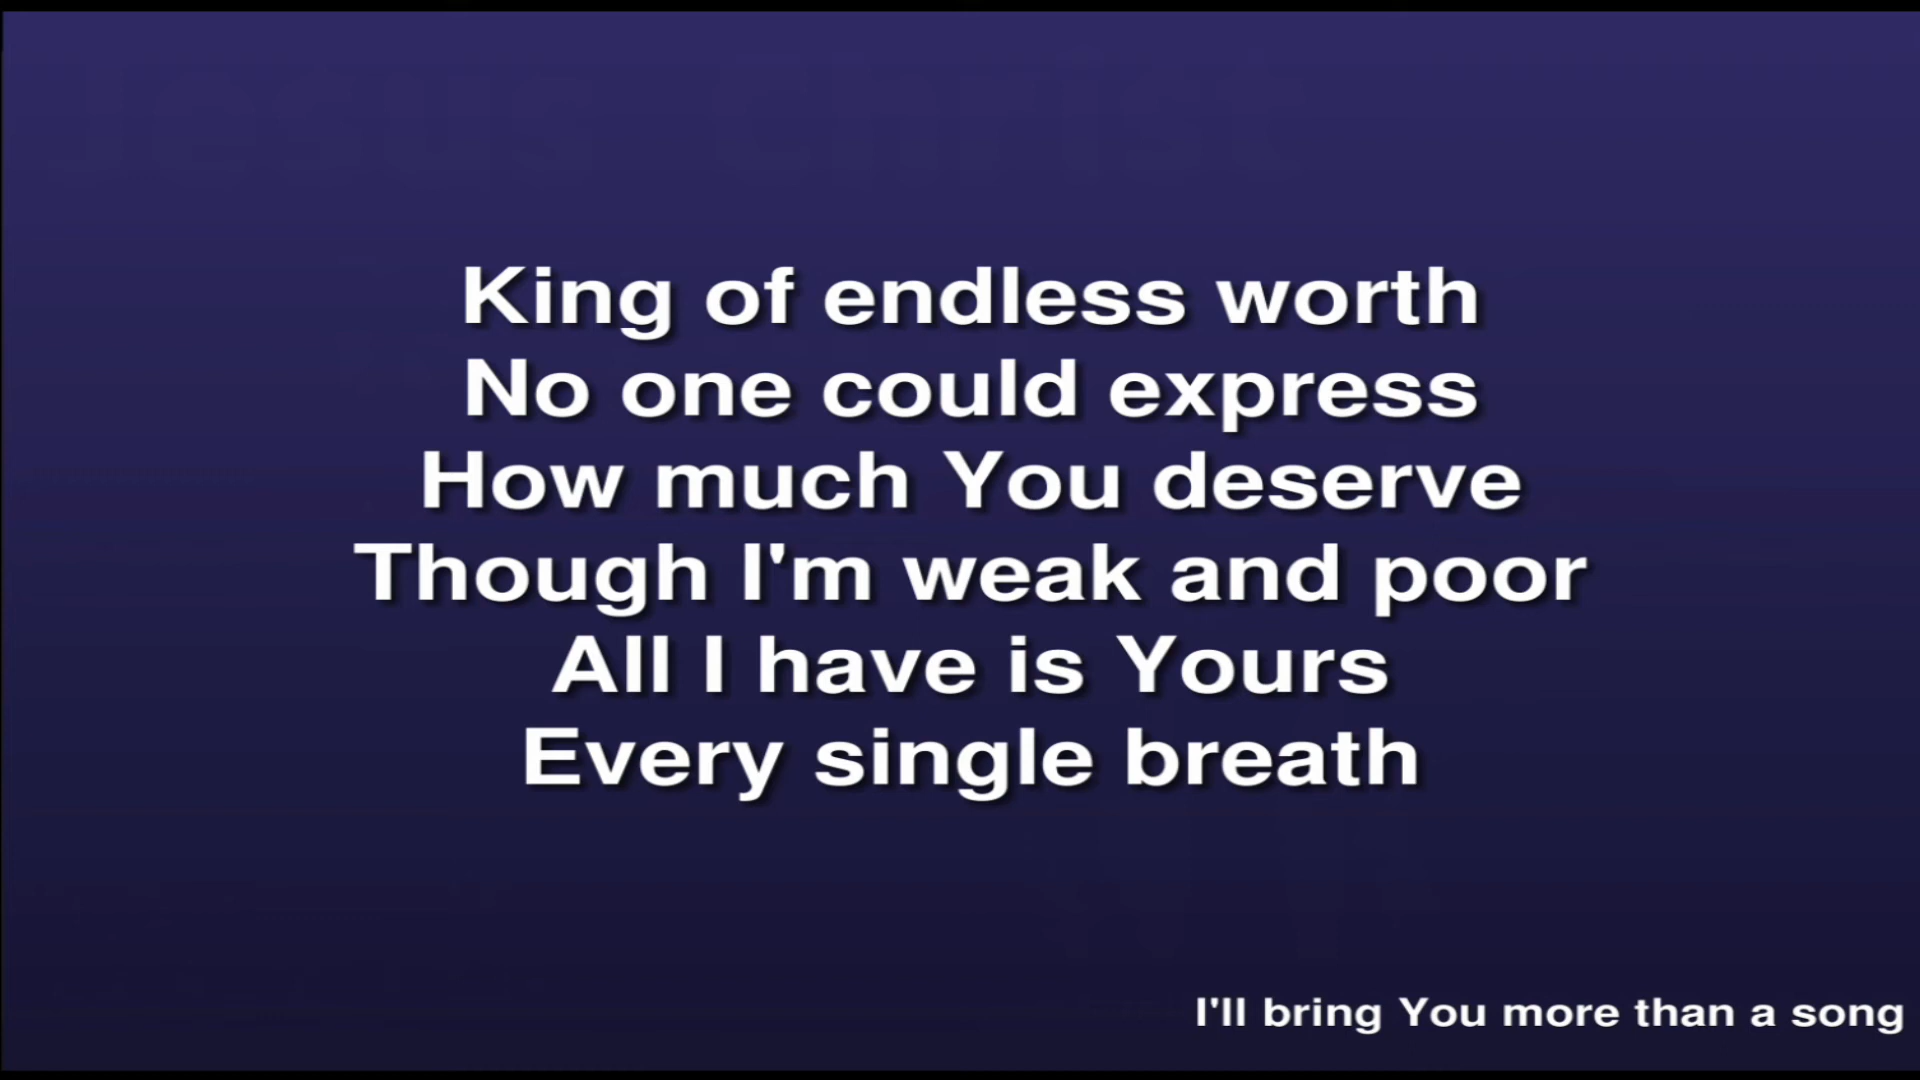 King of endless worth
No one could express
How much You deserve
Though I'm weak and poor
All I have is Yours
Every single breath
I'll bring You more than a song